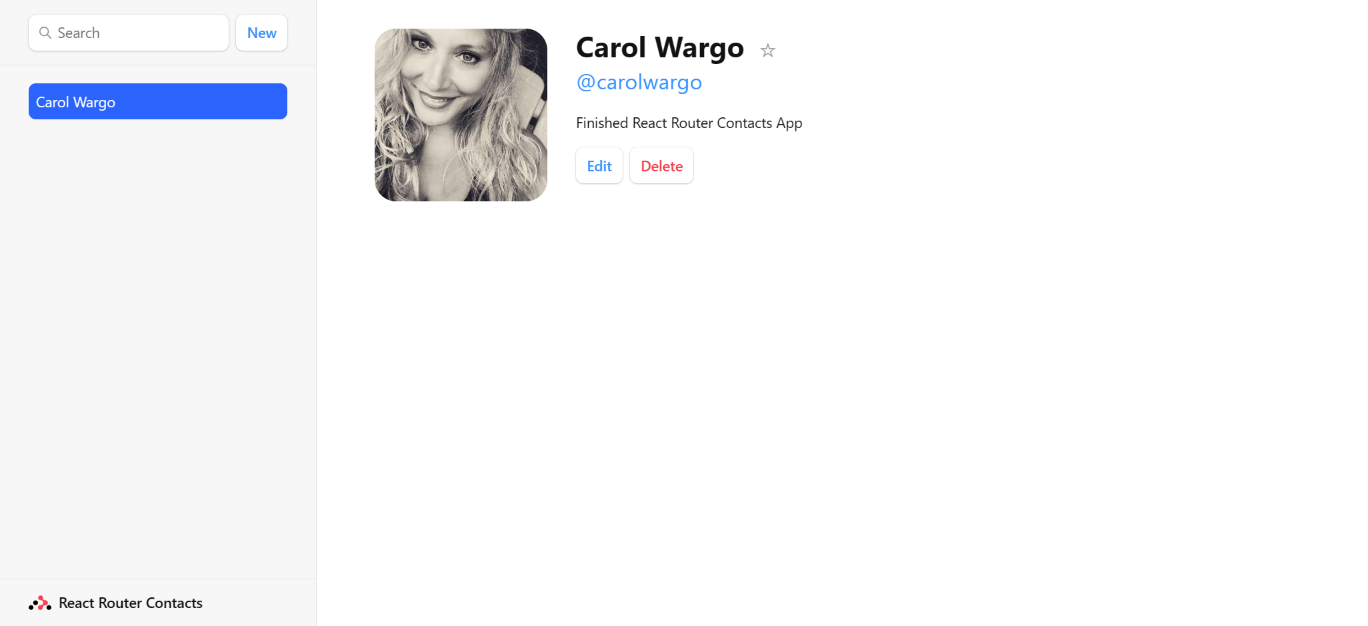 Search
New
Carol Wargo
Carol Wargo ☆
@carolwargo
Finished React Router Contacts App
Edit
Delete
React Router Contacts